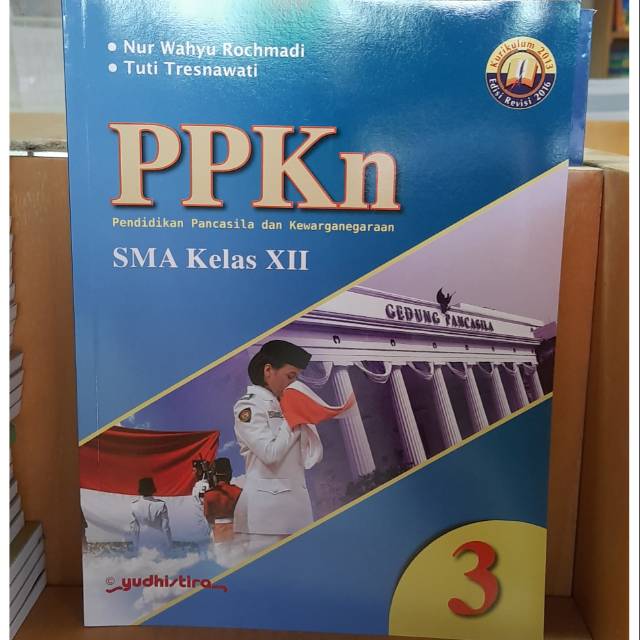 • Nur Wahyu Rochmadi
• Tuti Tresnawati
Kurikulum 2013
Edisi Revisi 2016
PPKn
Pendidikan Pancasila dan Kewarganegaraan
SMA Kelas XII
GEDUNG PANCASILA
© yudhistira
3